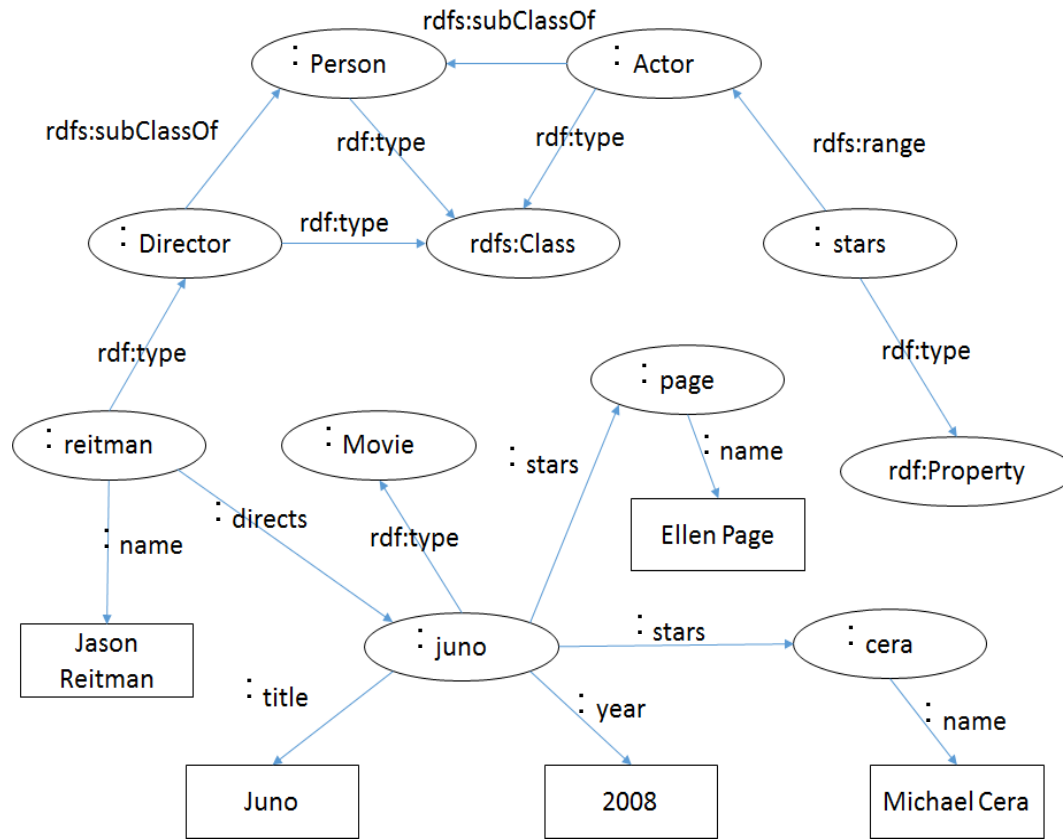 rdfs:subClassOf
: Person
: Actor
rdfs:subClassOf
rdf:type
rdf:type
rdfs:range
: Director
rdf:type
rdfs:Class
: stars
rdf:type
rdf:type
: page
: reitman
: Movie
: stars
: name
rdf:Property
: directs
: name
rdf:type
Ellen Page
Jason
Reitman
: juno
: stars
: cera
: title
: year
: name
Juno
2008
Michael Cera